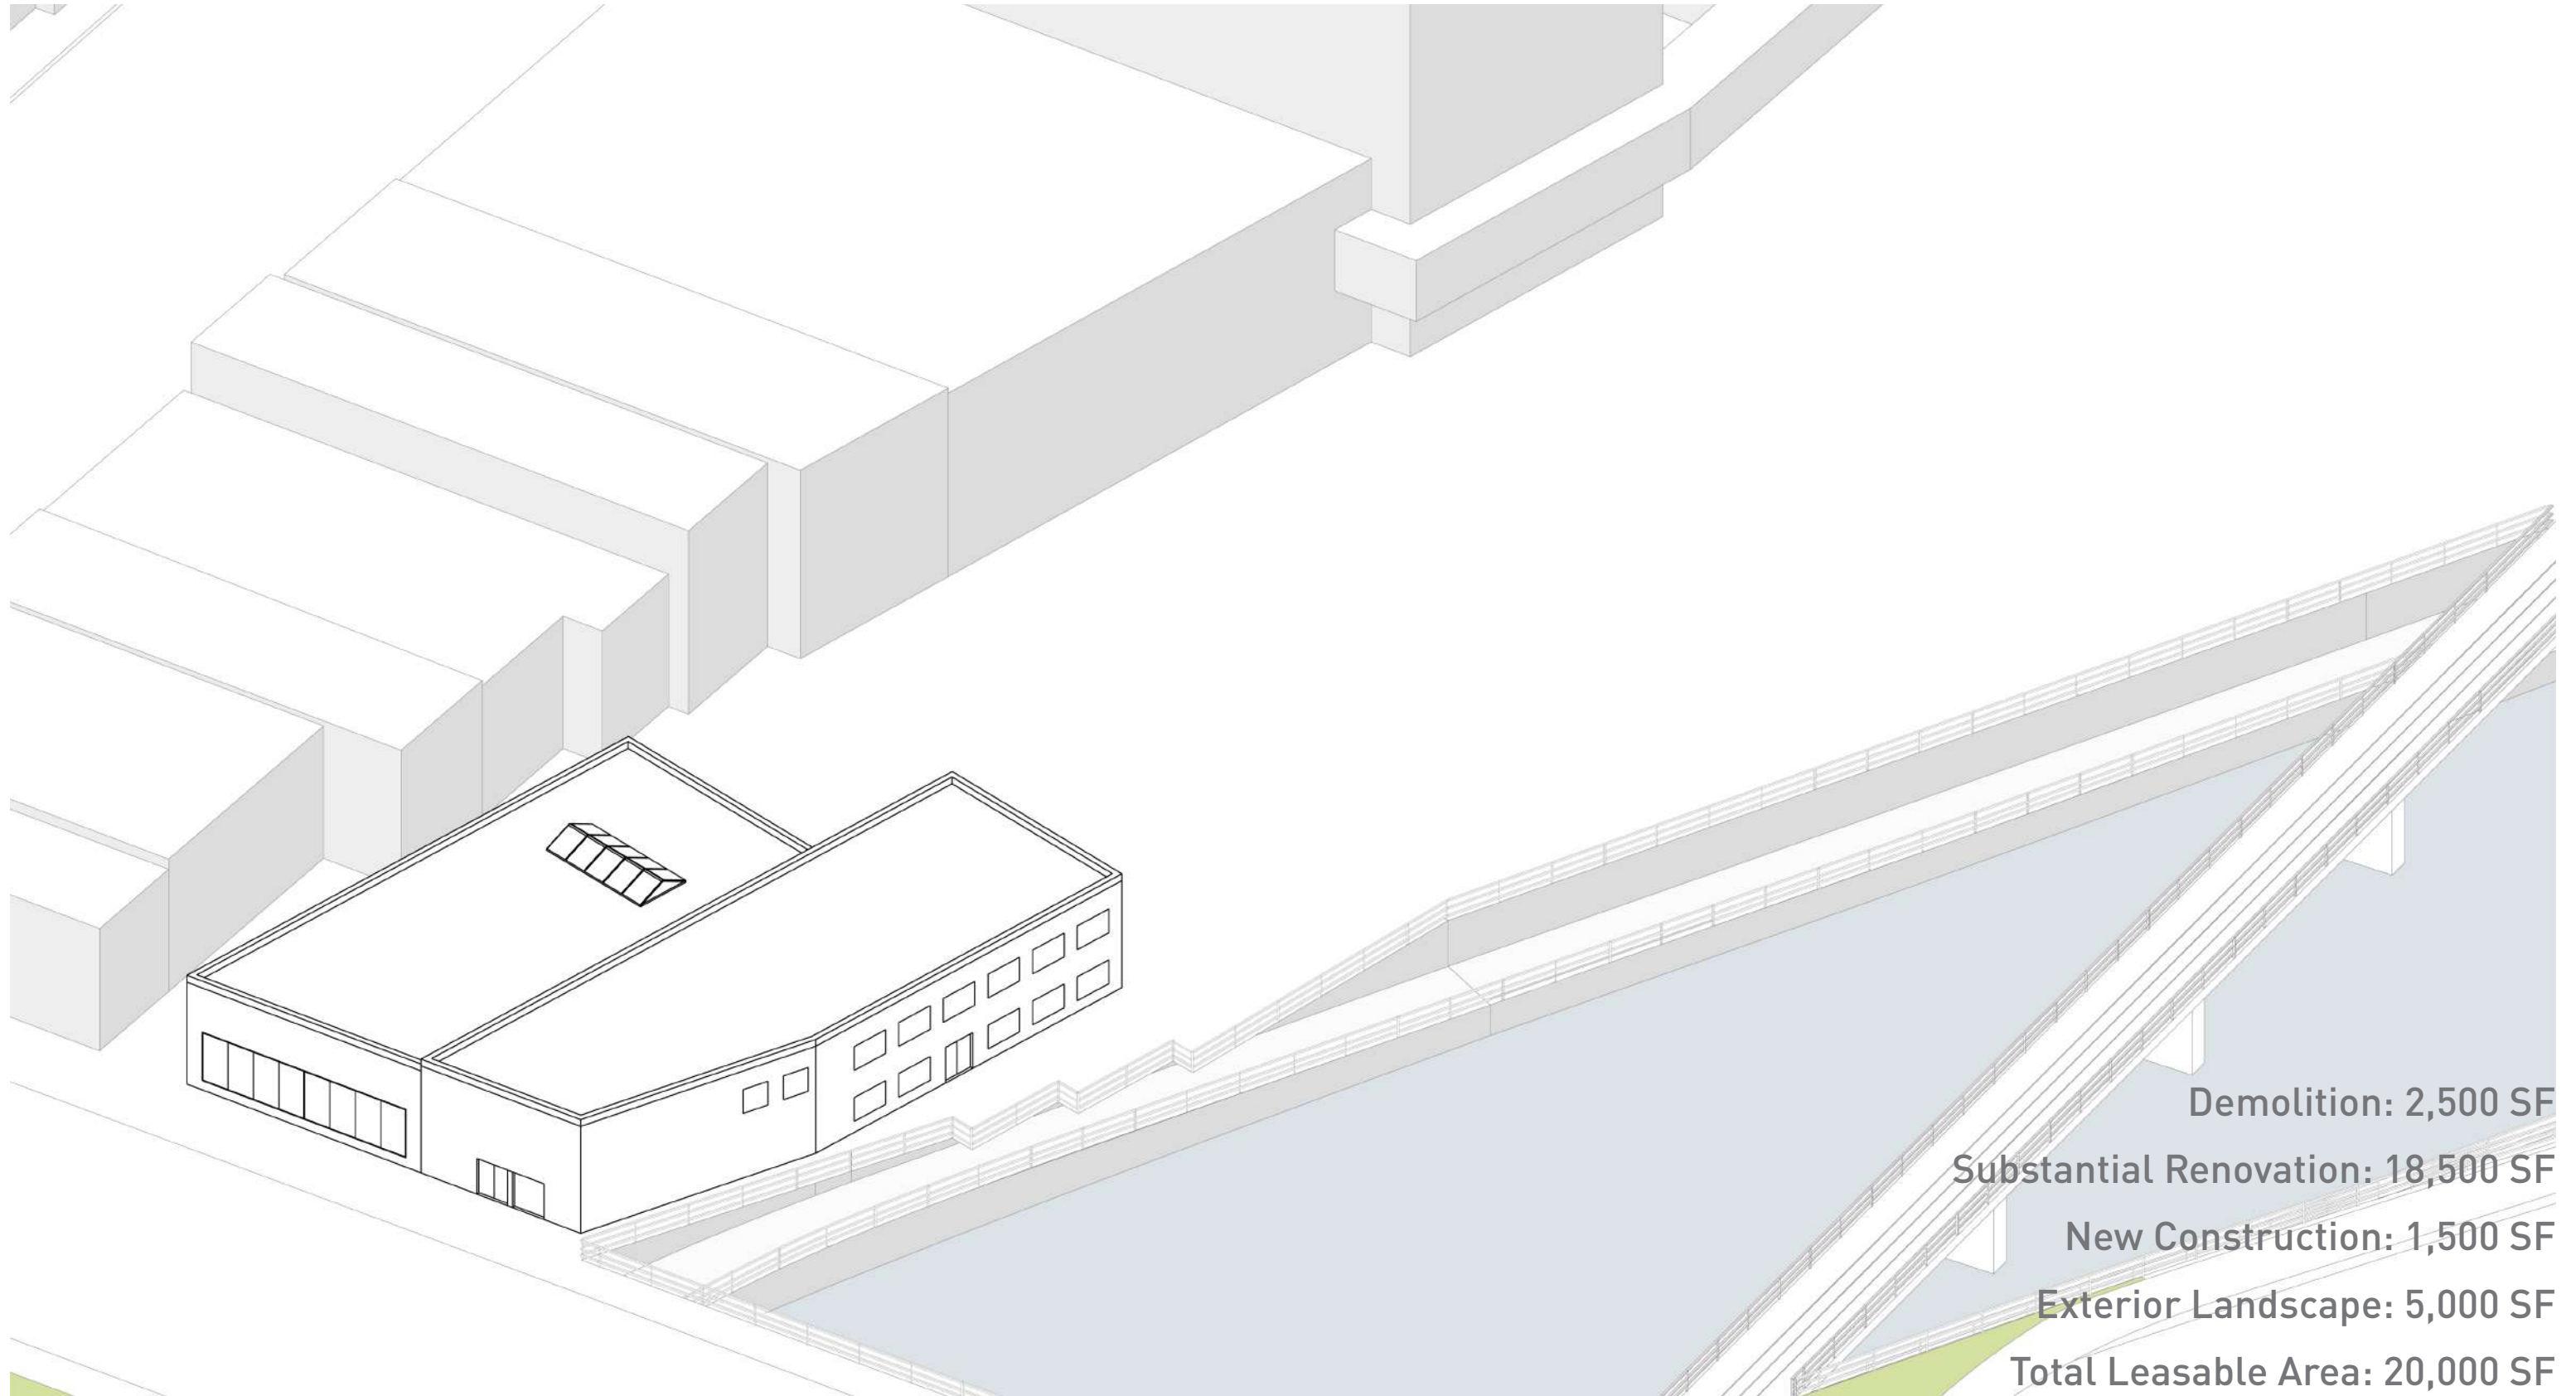 Demolition: 2,500 SF
Substantial Renovation: 18,500 SF
New Construction: 1,500 SF
Exterior Landscape: 5,000 SF
Total Leasable Area: 20,000 SF